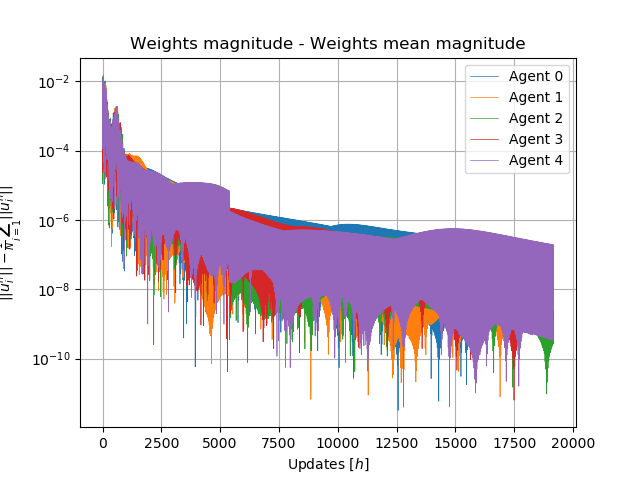 Weights magnitude - Weights mean magnitude
10⁻²
10⁻⁴
10⁻⁶
10⁻⁸
10⁻¹⁰
0
2500
5000
7500
10000
12500
15000
17500
20000
Updates [h]
Agent 0
Agent 1
Agent 2
Agent 3
Agent 4